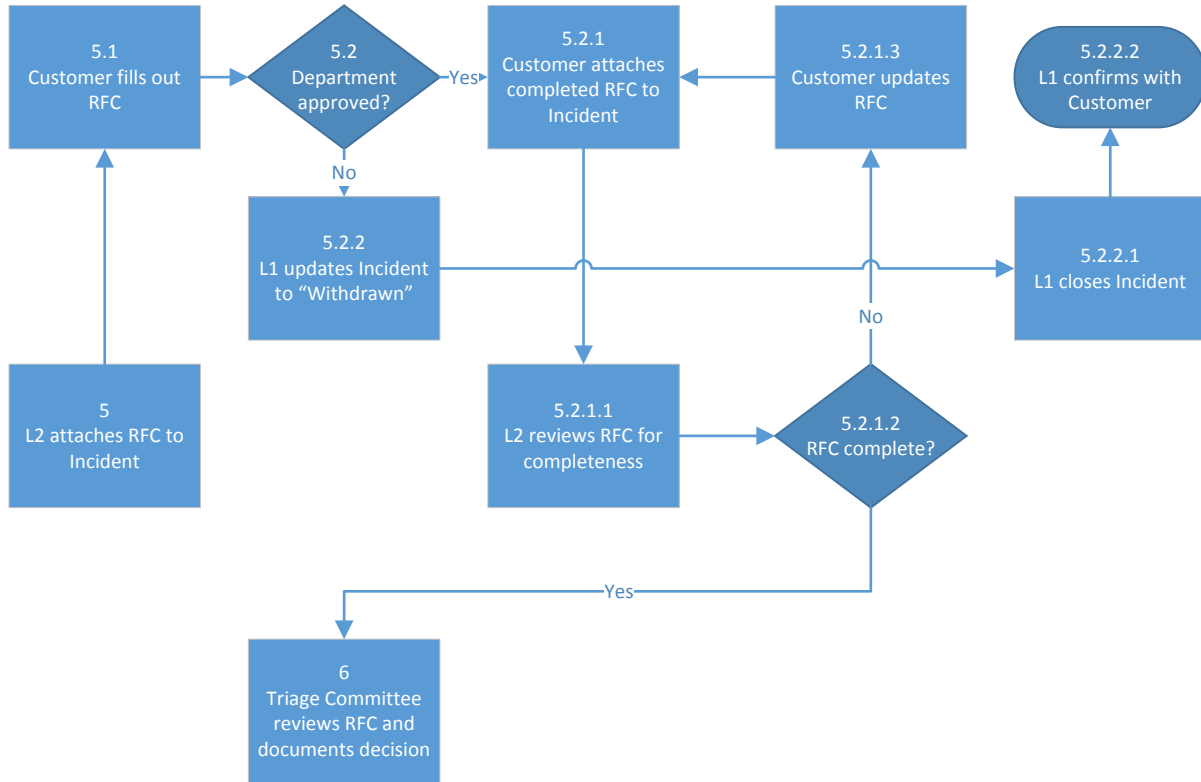 5.1
Customer fills out
RFC
5.2
Department
approved?
Yes
5.2.1
Customer attaches
completed RFC to
Incident
5.2.1.3
Customer updates
RFC
5.2.2.2
L1 confirms with
Customer
No
5.2.2
L1 updates Incident
to “Withdrawn”
5.2.2.1
L1 closes Incident
No
5
L2 attaches RFC to
Incident
5.2.1.1
L2 reviews RFC for
completeness
5.2.1.2
RFC complete?
Yes
6
Triage Committee
reviews RFC and
documents decision